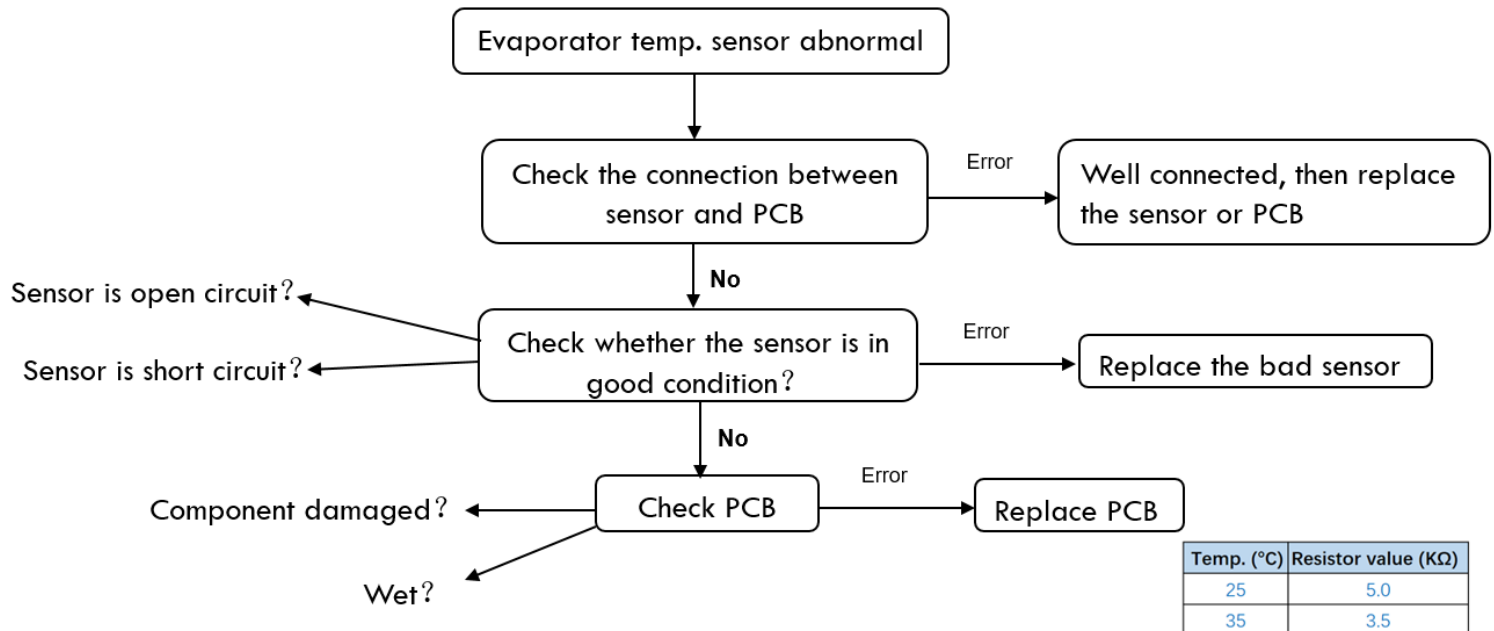 Evaporator temp. sensor abnormal
Check the connection between
sensor and PCB
Error
Well connected, then replace
the sensor or PCB
No
Sensor is open circuit？
Sensor is short circuit？
Check whether the sensor is in
good condition？
Error
Replace the bad sensor
No
Component damaged？
Wet？
Check PCB
Error
Replace PCB
Temp. (°C) Resistor value (KΩ)
25 5.0
35 3.5